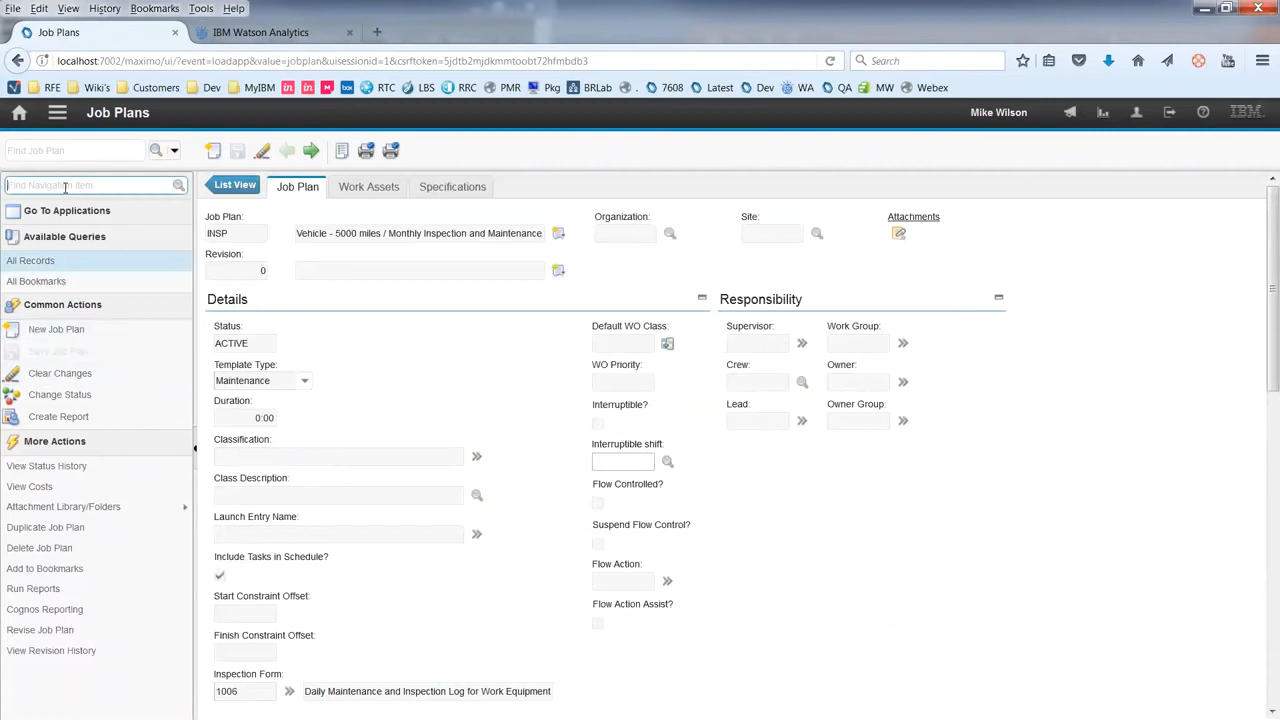 File Edit View History Bookmarks Tools Help
Job Plans × IBM Watson Analytics × +
localhost:7002/maximo/ui/?event=loadapp&value=jobplan&uisessionid=1&csrftoken=5jdtb2mjdkmmtoobt72hfmbdb3 Search
RFE Wiki's Customers Dev MyIBM RTC LBS RRC PMR Pkg BRLab . 7608 Latest Dev WA QA MW Webex
Job Plans Mike Wilson IBM
Find Job Plan
Find Navigation Item
Go To Applications
Available Queries
All Records
All Bookmarks
Common Actions
New Job Plan
Save Job Plan
Clear Changes
Change Status
Create Report
More Actions
View Status History
View Costs
Attachment Library/Folders
Duplicate Job Plan
Delete Job Plan
Add to Bookmarks
Run Reports
Cognos Reporting
Revise Job Plan
View Revision History
List View Job Plan Work Assets Specifications
Job Plan: Organization: Site: Attachments
INSP Vehicle - 5000 miles / Monthly Inspection and Maintenance
Revision:
0
Details
Status:
ACTIVE
Template Type:
Maintenance
Duration:
0:00
Classification:
Class Description:
Launch Entry Name:
Include Tasks in Schedule?
Start Constraint Offset:
Finish Constraint Offset:
Inspection Form:
1006 Daily Maintenance and Inspection Log for Work Equipment
Default WO Class:
WO Priority:
Interruptible?
Interruptible shift:
Flow Controlled?
Suspend Flow Control?
Flow Action:
Flow Action Assist?
Responsibility
Supervisor: Work Group:
Crew: Owner:
Lead: Owner Group: